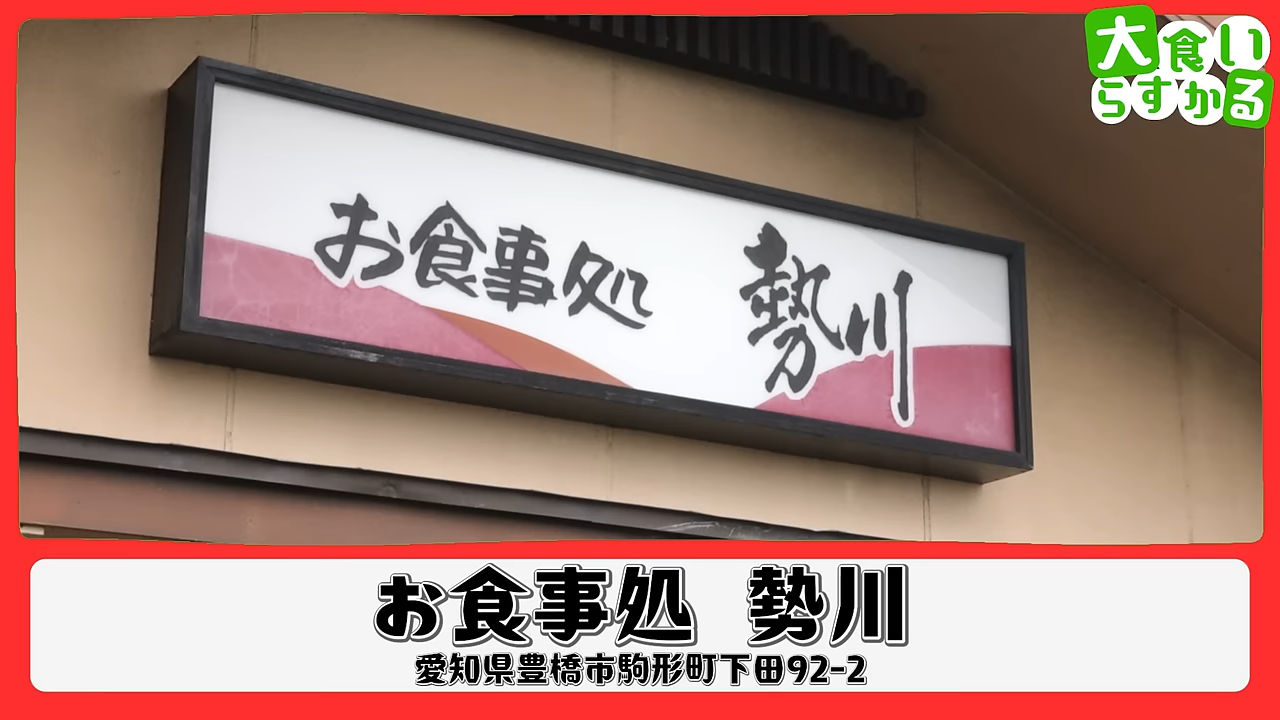 大食い
らすかる
お食事処 勢川
お食事処 勢川
愛知県豊橋市駒形町下田92-2